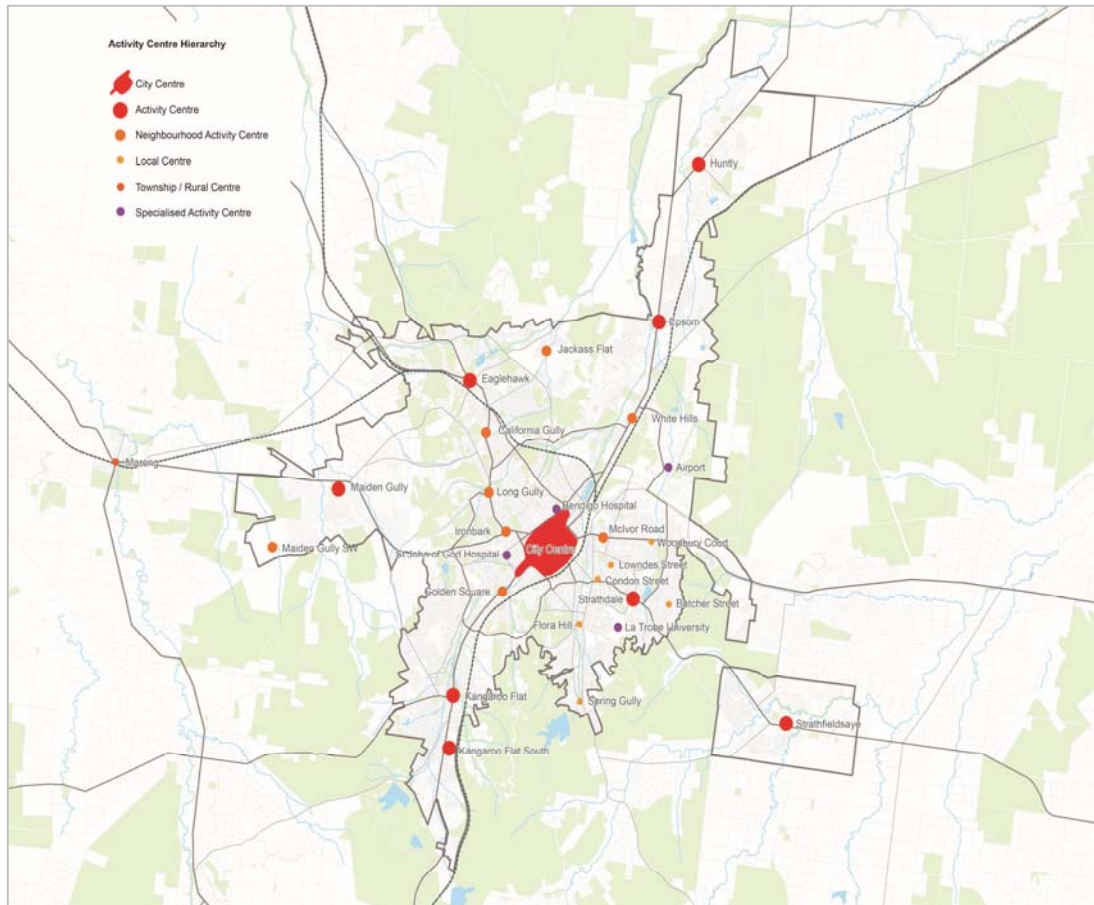 Activity Centre Hierarchy
City Centre
Activity Centre
Neighbourhood Activity Centre
Local Centre
Township / Rural Centre
Specialised Activity Centre
Huntly
Epsom
Jackass Flat
Eaglehawk
White Hills
California Gully
Marong
Airport
Maiden Gully
Long Gully
Bendigo Hospital
Ironbark
McIvor Road
Woodbury Court
Maiden Gully SW
City Centre
St John of God Hospital
Lowndes Street
Condon Street
Golden Square
Strathdale
Butcher Street
Flora Hill
La Trobe University
Kangaroo Flat
Spring Gully
Strathfieldsaye
Kangaroo Flat South